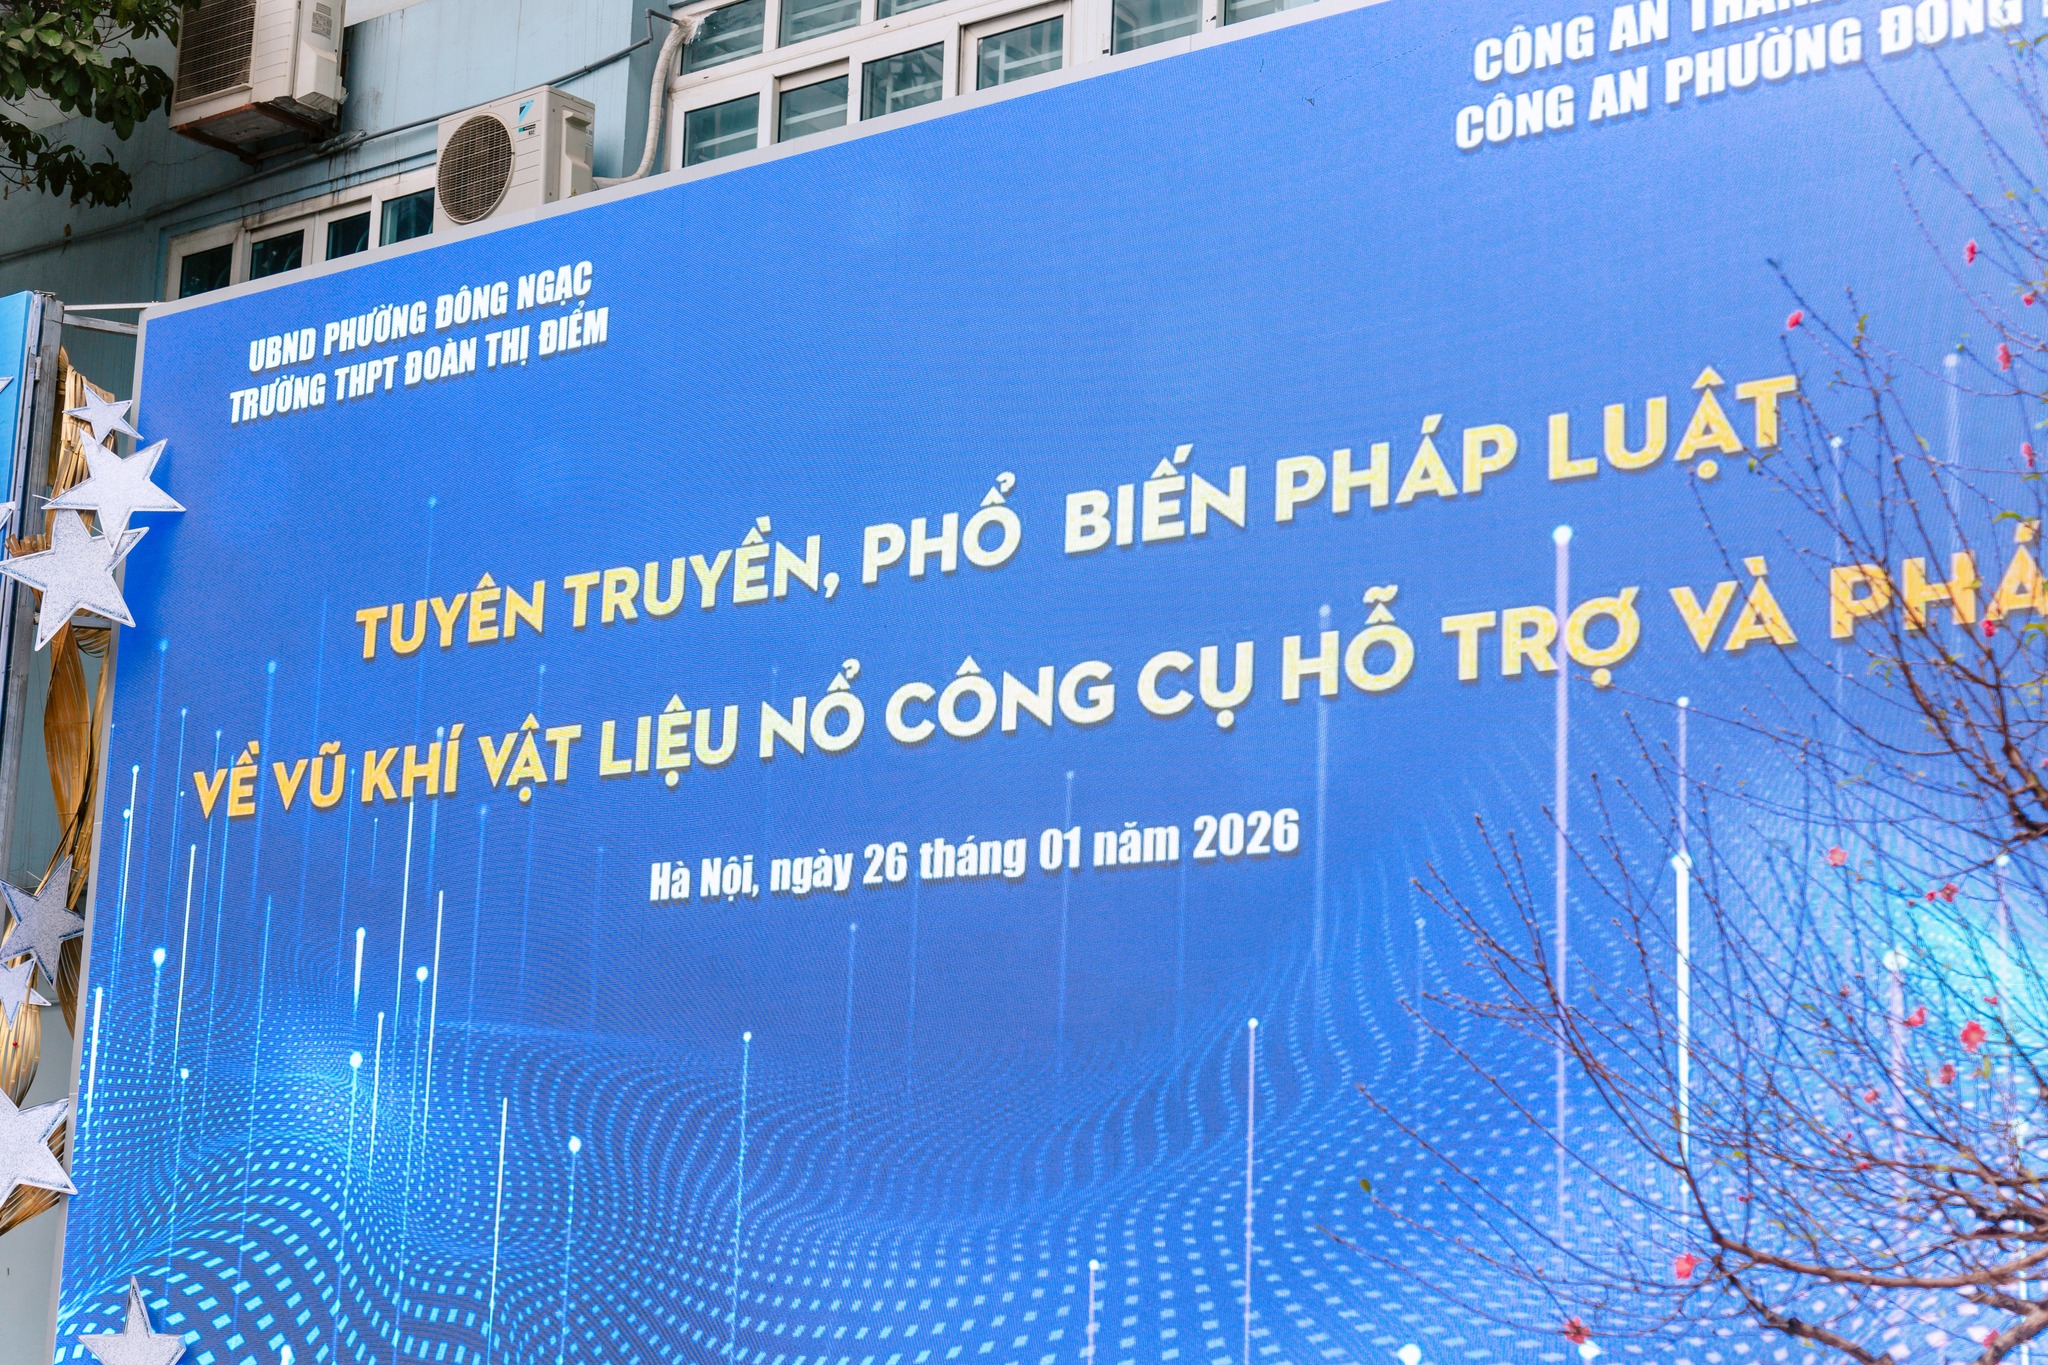 UBND PHƯỜNG ĐÔNG NGẠC
TRƯỜNG THPT ĐOÀN THỊ ĐIỂM
CÔNG AN
CÔNG AN PHƯỜNG ĐÔNG
TUYÊN TRUYỀN, PHỔ BIẾN PHÁP LUẬT
VỀ VŨ KHÍ VẬT LIỆU NỔ CÔNG CỤ HỖ TRỢ VÀ
Hà Nội, ngày 26 tháng 01 năm 2026